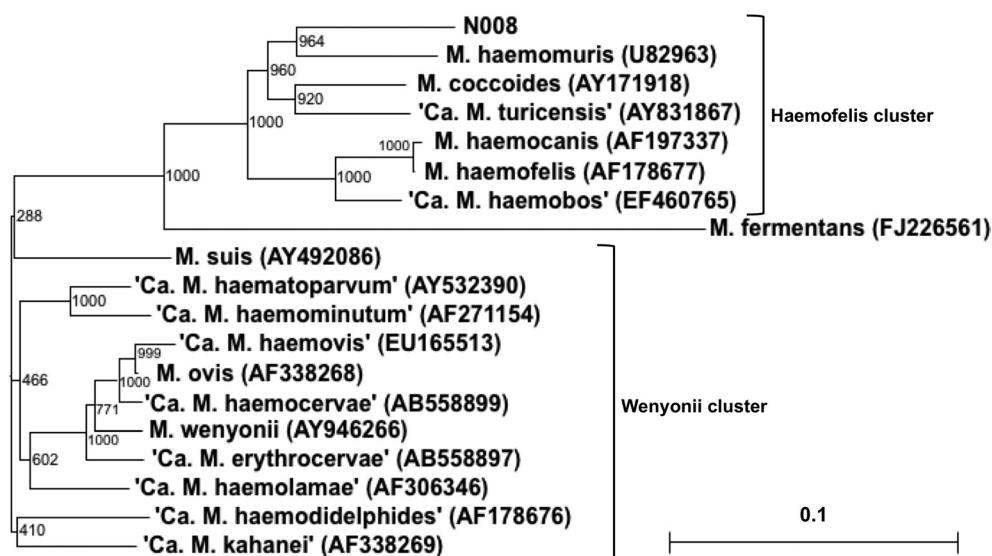 N008
964
M. haemomuris (U82963)
960
M. coccoides (AY171918)
920
'Ca. M. turicensis' (AY831867)
Haemofelis cluster
1000
1000
M. haemocanis (AF197337)
M. haemofelis (AF178677)
1000
1000
'Ca. M. haemobos' (EF460765)
288
M. fermentans (FJ226561)
M. suis (AY492086)
'Ca. M. haematoparvum' (AY532390)
1000
'Ca. M. haemominutum' (AF271154)
'Ca. M. haemovis' (EU165513)
999
M. ovis (AF338268)
466
1000
'Ca. M. haemocervae' (AB558899)
Wenyonii cluster
771
M. wenyonii (AY946266)
1000
'Ca. M. erythrocervae' (AB558897)
602
'Ca. M. haemolamae' (AF306346)
'Ca. M. haemodidelphides' (AF178676)
0.1
410
'Ca. M. kahanei' (AF338269)